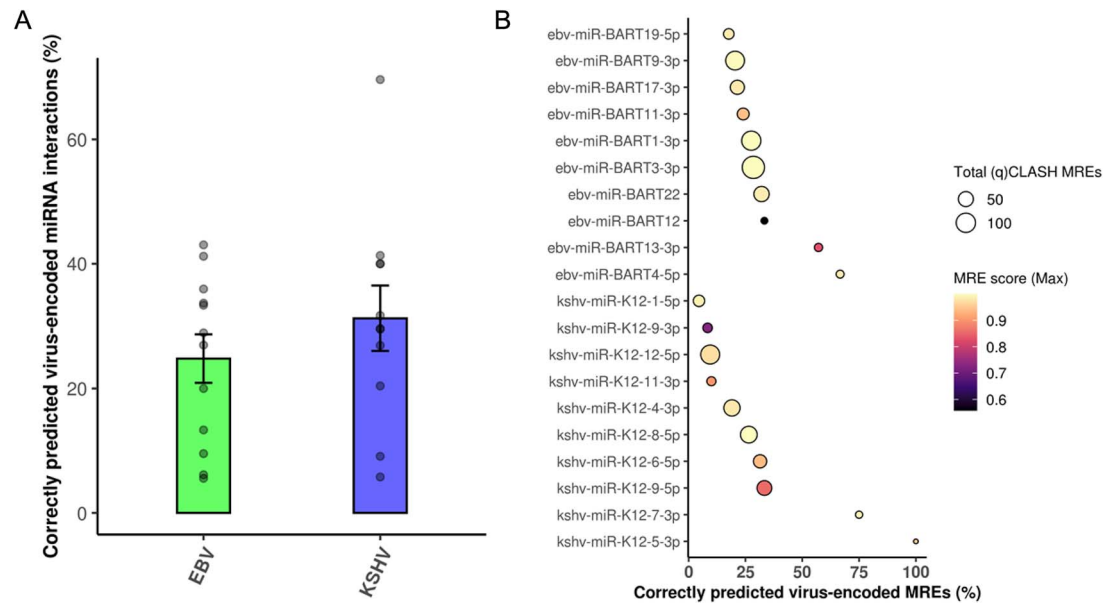 A
Correctly predicted virus-encoded miRNA interactions (%)
60
40
20
0
EBV
KSHV
B
ebv-miR-BART19-5p
ebv-miR-BART9-3p
ebv-miR-BART17-3p
ebv-miR-BART11-3p
ebv-miR-BART1-3p
ebv-miR-BART3-3p
ebv-miR-BART22
ebv-miR-BART12
ebv-miR-BART13-3p
ebv-miR-BART4-5p
kshv-miR-K12-1-5p
kshv-miR-K12-9-3p
kshv-miR-K12-12-5p
kshv-miR-K12-11-3p
kshv-miR-K12-4-3p
kshv-miR-K12-8-5p
kshv-miR-K12-6-5p
kshv-miR-K12-9-5p
kshv-miR-K12-7-3p
kshv-miR-K12-5-3p
0 25 50 75 100
Correctly predicted virus-encoded MREs (%)
Total (q)CLASH MREs
50
100
MRE score (Max)
0.9
0.8
0.7
0.6